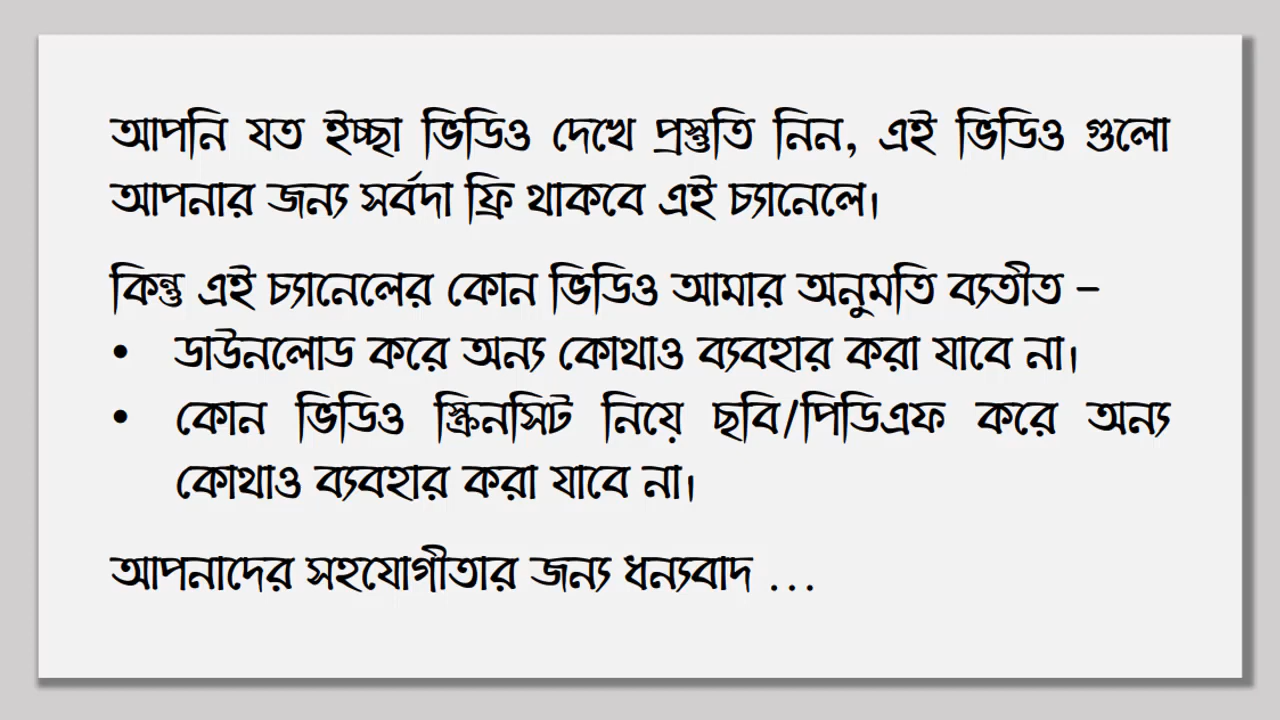 আপনি যত ইচ্ছা ভিডিও দেখে প্রস্তুতি নিন, এই ভিডিও গুলো
আপনার জন্য সর্বদা ফ্রি থাকবে এই চ্যানেলে।
কিন্তু এই চ্যানেলের কোন ভিডিও আমার অনুমতি ব্যতীত –
• ডাউনলোড করে অন্য কোথাও ব্যবহার করা যাবে না।
• কোন ভিডিও স্ক্রিনসিট নিয়ে ছবি/পিডিএফ করে অন্য
কোথাও ব্যবহার করা যাবে না।
আপনাদের সহযোগীতার জন্য ধন্যবাদ ...